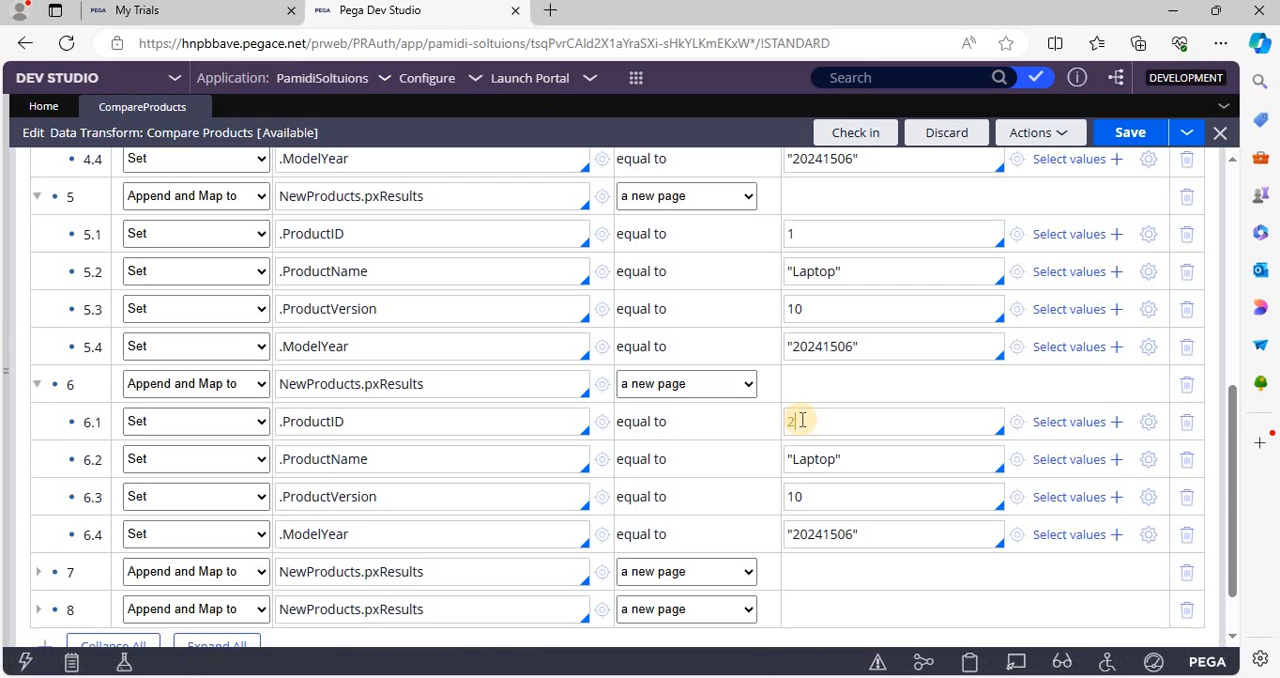 My Trials
Pega Dev Studio
https://hnpbbave.pegace.net/prweb/PRAuth/app/pamidi-soltuions/tsqPvrCAld2X1aYraSXi-sHkYLKmEKxW*/!STANDARD
DEV STUDIO Application: PamidiSoltuions Configure Launch Portal Search DEVELOPMENT
Home CompareProducts
Edit Data Transform: Compare Products [Available] Check in Discard Actions Save
4.4 Set .ModelYear equal to "20241506" Select values
5 Append and Map to NewProducts.pxResults a new page
5.1 Set .ProductID equal to 1 Select values
5.2 Set .ProductName equal to "Laptop" Select values
5.3 Set .ProductVersion equal to 10 Select values
5.4 Set .ModelYear equal to "20241506" Select values
6 Append and Map to NewProducts.pxResults a new page
6.1 Set .ProductID equal to 2 Select values
6.2 Set .ProductName equal to "Laptop" Select values
6.3 Set .ProductVersion equal to 10 Select values
6.4 Set .ModelYear equal to "20241506" Select values
7 Append and Map to NewProducts.pxResults a new page
8 Append and Map to NewProducts.pxResults a new page
Collapse All Expand All
PEGA